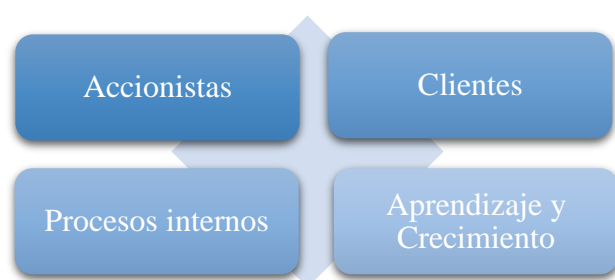 Accionistas
Clientes
Procesos internos
Aprendizaje y
Crecimiento